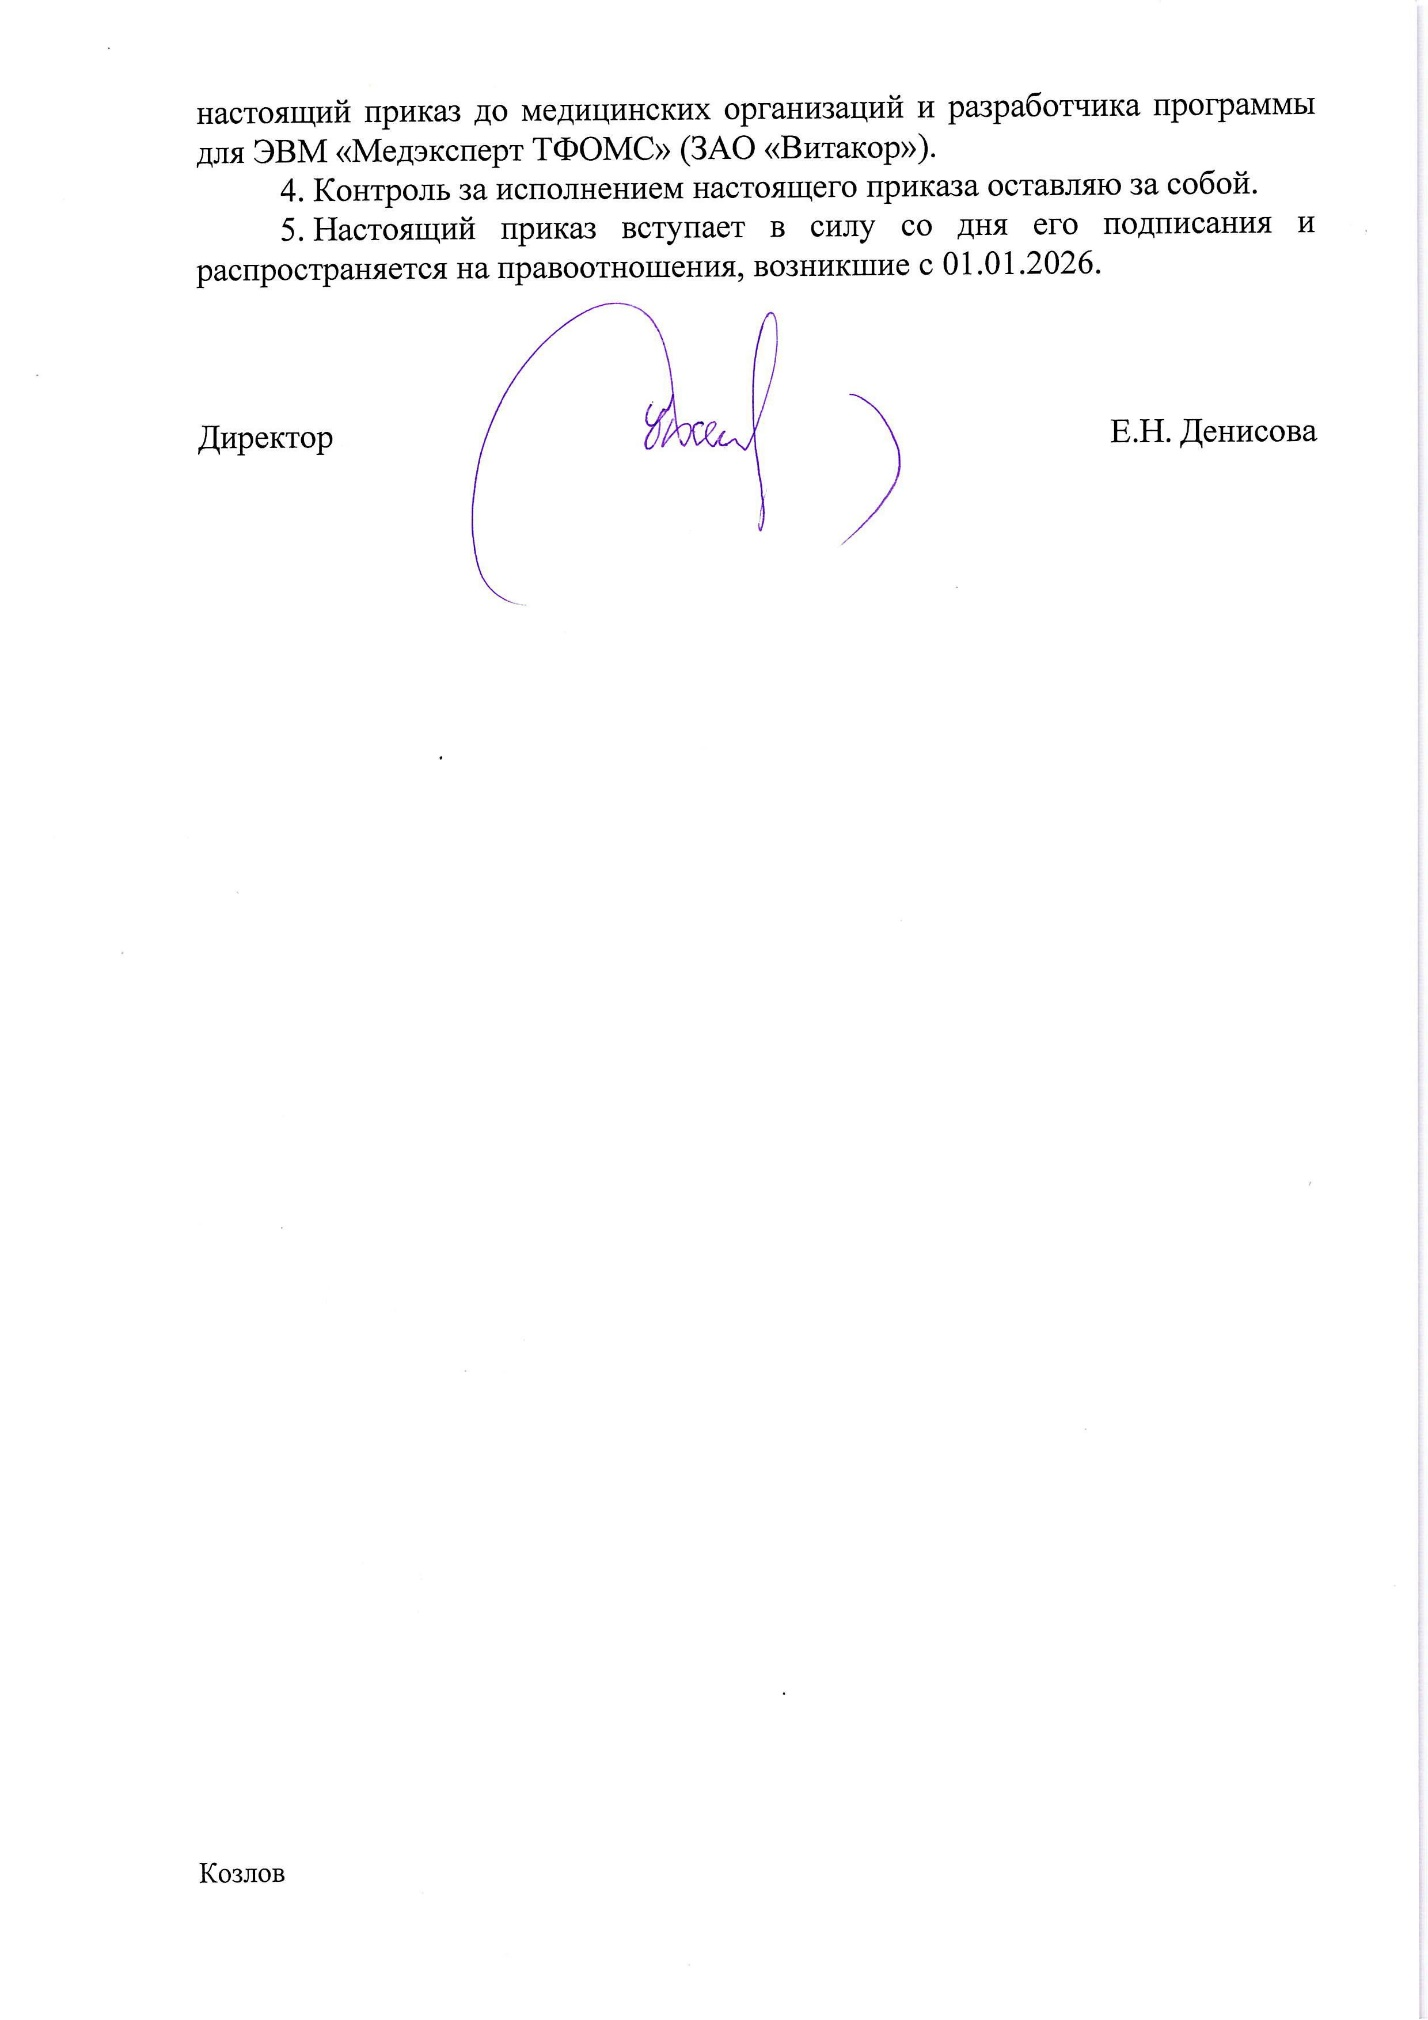 настоящий приказ до медицинских организаций и разработчика программы
для ЭВМ «Медэксперт ТФОМС» (ЗАО «Витакор»).
4. Контроль за исполнением настоящего приказа оставляю за собой.
5. Настоящий приказ вступает в силу со дня его подписания и
распространяется на правоотношения, возникшие с 01.01.2026.
Директор
Е.Н. Денисова
Козлов